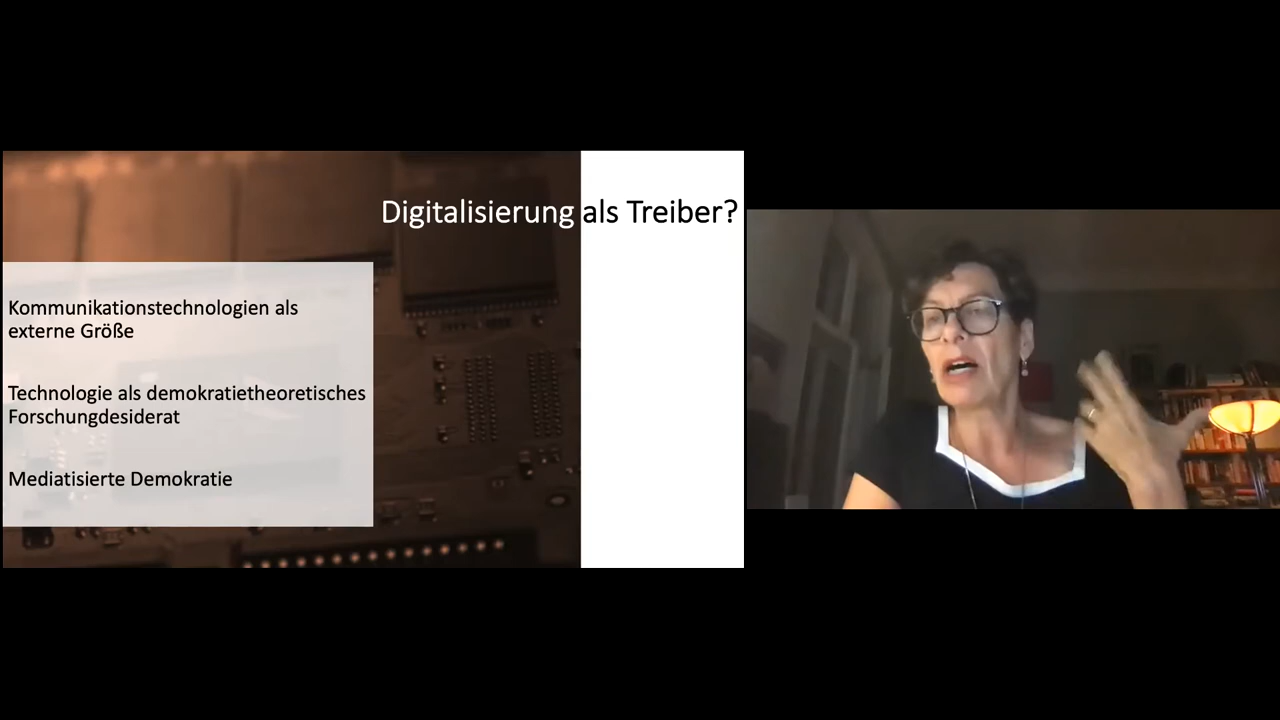 Digitalisierung als Treiber?
Kommunikationstechnologien als
externe Größe
Technologie als demokratietheoretisches
Forschungdesiderat
Mediatisierte Demokratie